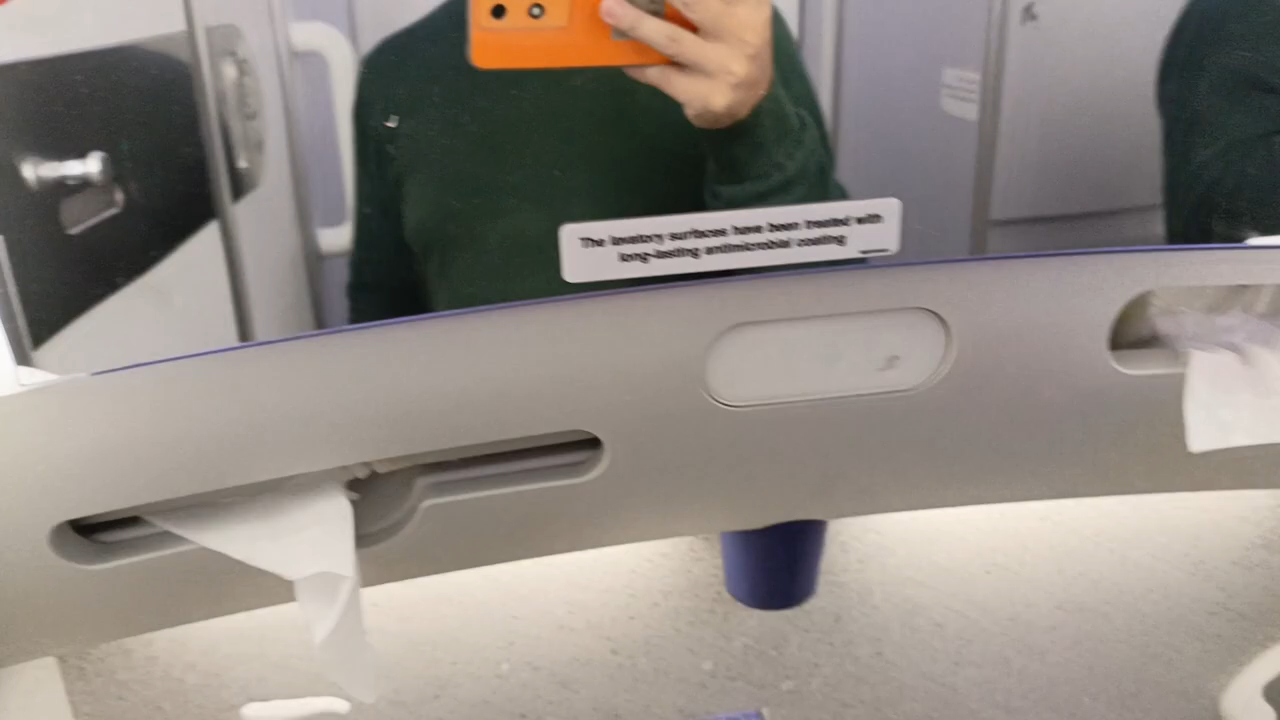 The lavatory surfaces have been treated with
long-lasting antimicrobial coating